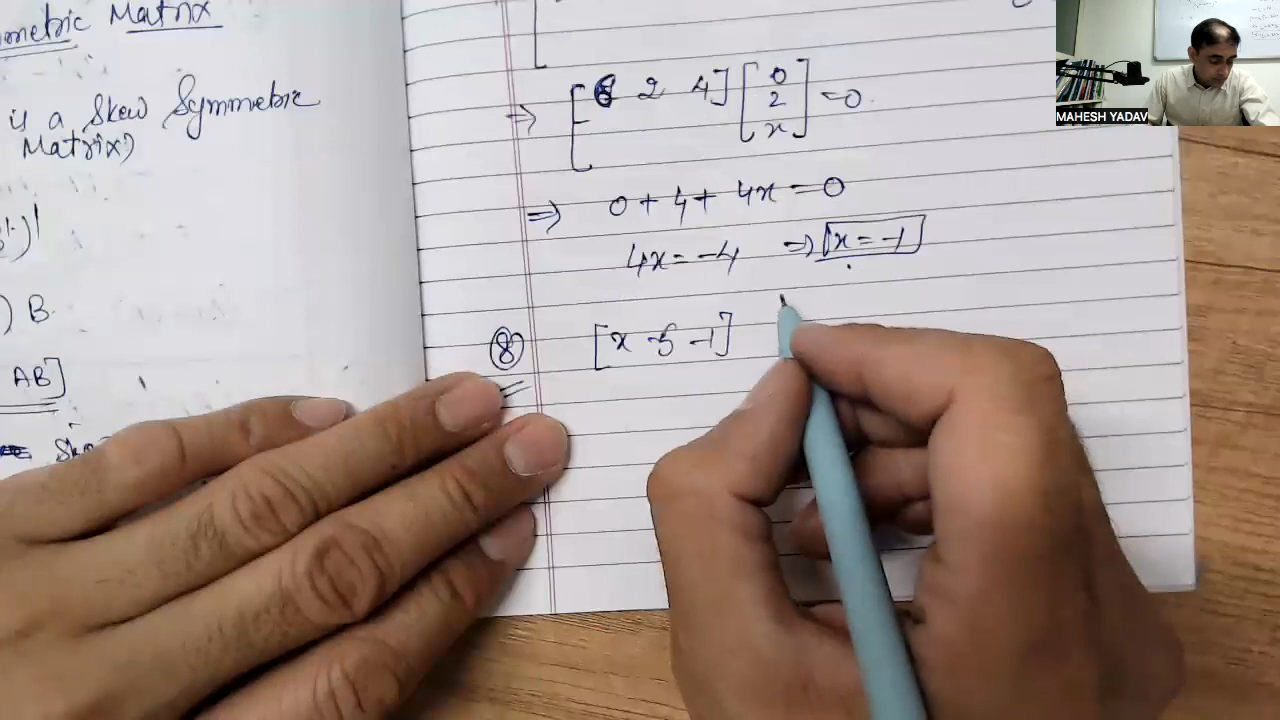 Matrix
is a Skew Symmetric
Matrix)
) B.
AB]
⇒ [6 2 4] [0 2 x] = 0.
⇒ 0 + 4 + 4x = 0
4x = -4 ⇒ x = -1
⑧ [x -5 -1]
MAHESH YADAV